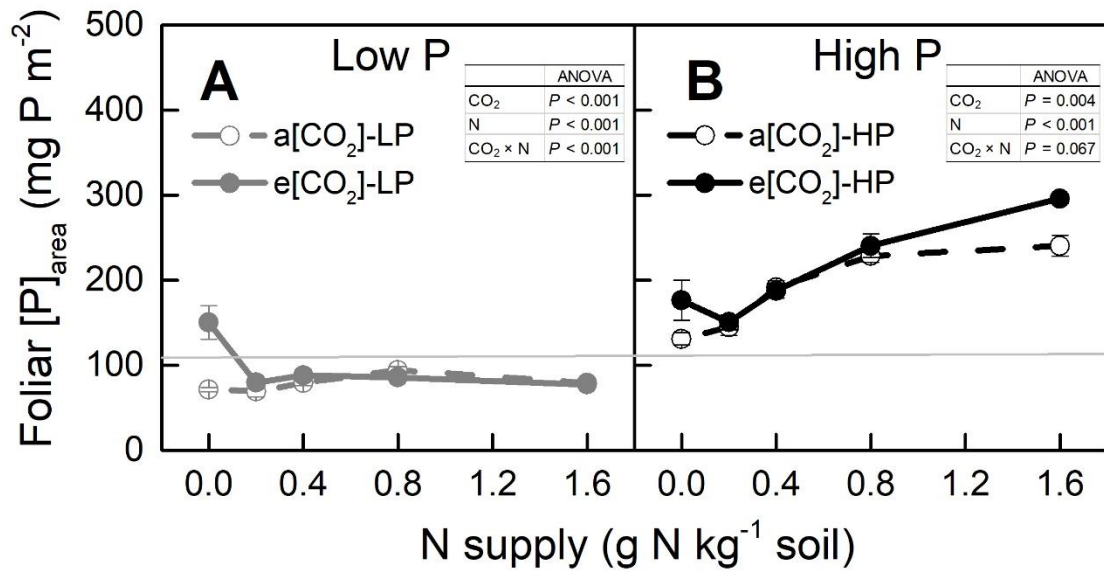 Foliar [P]area (mg P m-2)
500
400
300
200
100
0
A
Low P
ANOVA
CO2 P < 0.001
N P < 0.001
CO2 × N P < 0.001
a[CO2]-LP
e[CO2]-LP
B
High P
ANOVA
CO2 P = 0.004
N P < 0.001
CO2 × N P = 0.067
a[CO2]-HP
e[CO2]-HP
0.0 0.4 0.8 1.2 1.6
0.0 0.4 0.8 1.2 1.6
N supply (g N kg-1 soil)